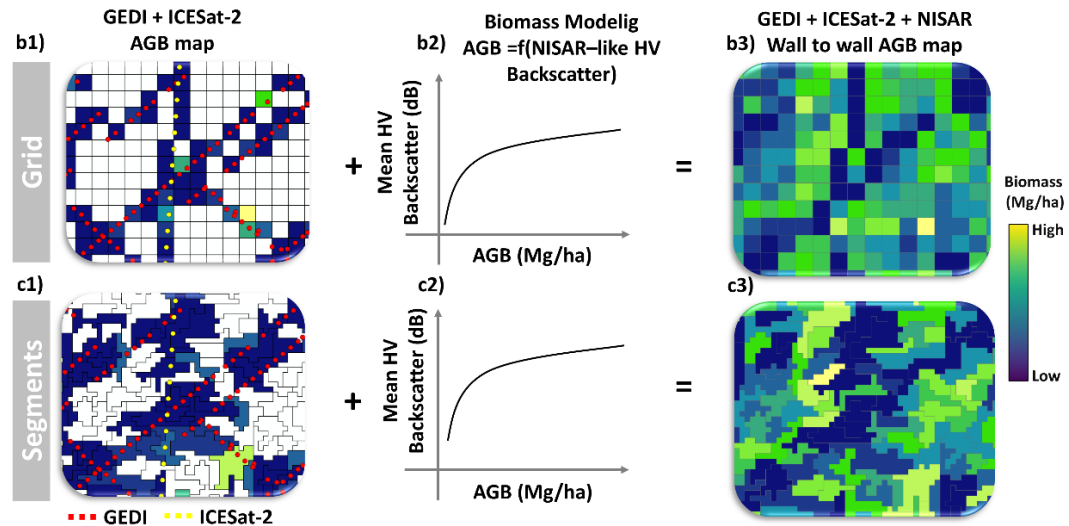 GEDI + ICESat-2
AGB map
Biomass Modelig
AGB =f(NISAR–like HV
Backscatter)
GEDI + ICESat-2 + NISAR
Wall to wall AGB map
b1)
b2)
b3)
Grid
+
Mean HV
Backscatter (dB)
AGB (Mg/ha)
=
Biomass
(Mg/ha)
High
Low
c1)
c2)
c3)
Segments
+
Mean HV
Backscatter (dB)
AGB (Mg/ha)
=
GEDI
ICESat-2